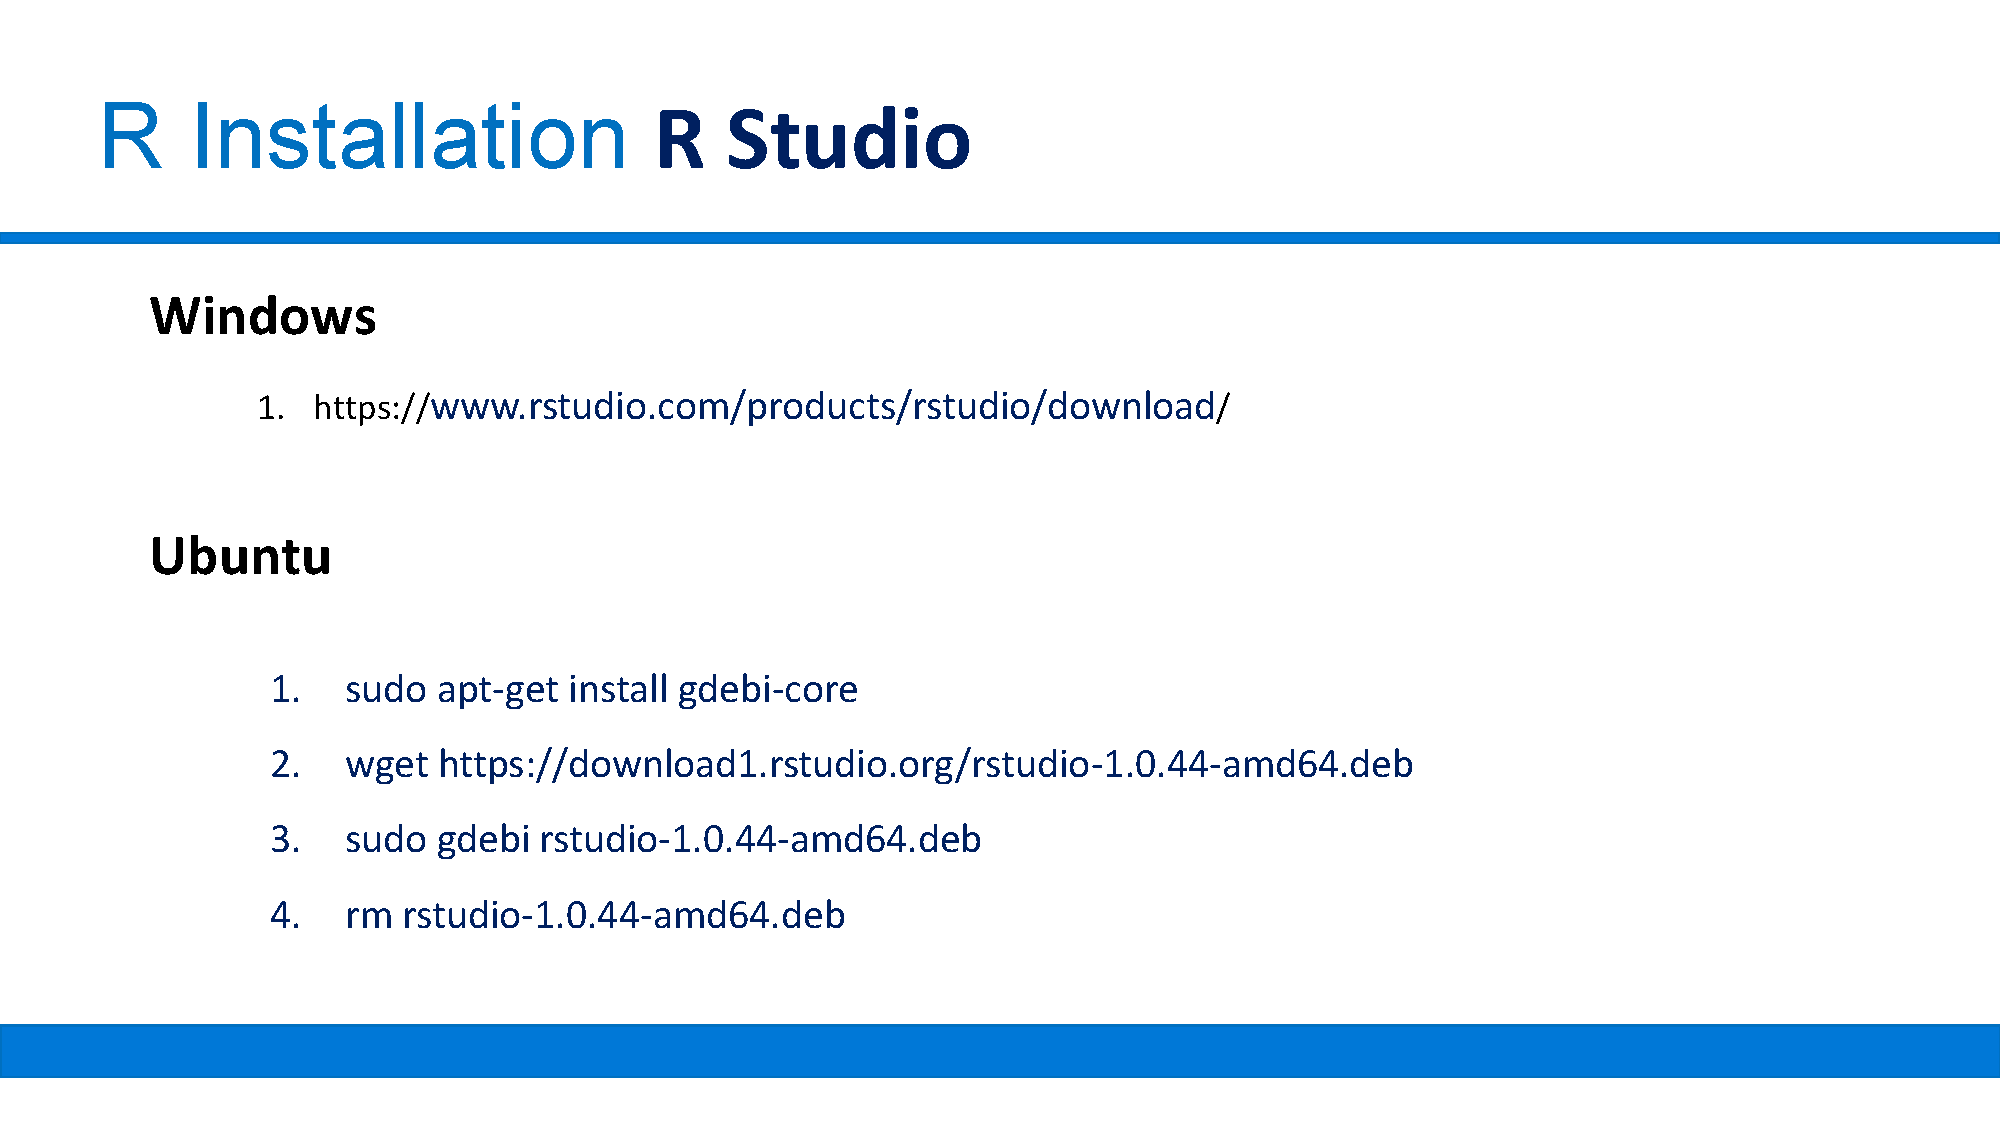 R Installation R Studio
Windows
1. https://www.rstudio.com/products/rstudio/download/
Ubuntu
1. sudo apt-get install gdebi-core
2. wget https://download1.rstudio.org/rstudio-1.0.44-amd64.deb
3. sudo gdebi rstudio-1.0.44-amd64.deb
4. rm rstudio-1.0.44-amd64.deb